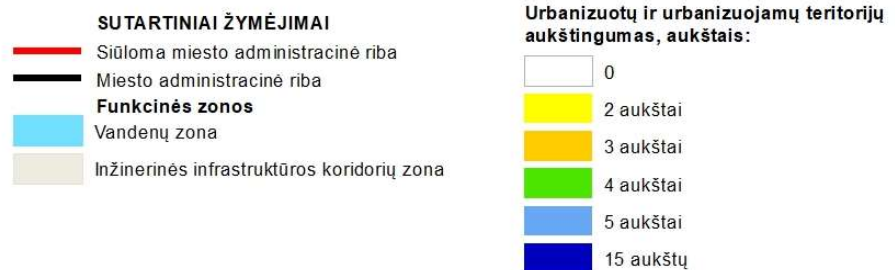 SUTARTINIAI ŽYMĖJIMAI
Siūloma miesto administracinė riba
Miesto administracinė riba
Funkcinės zonos
Vandenų zona
Inžinerinės infrastruktūros koridorių zona
Urbanizuotų ir urbanizuojamų teritorijų
aukštingumas, aukštais:
0
2 aukštai
3 aukštai
4 aukštai
5 aukštai
15 aukštų